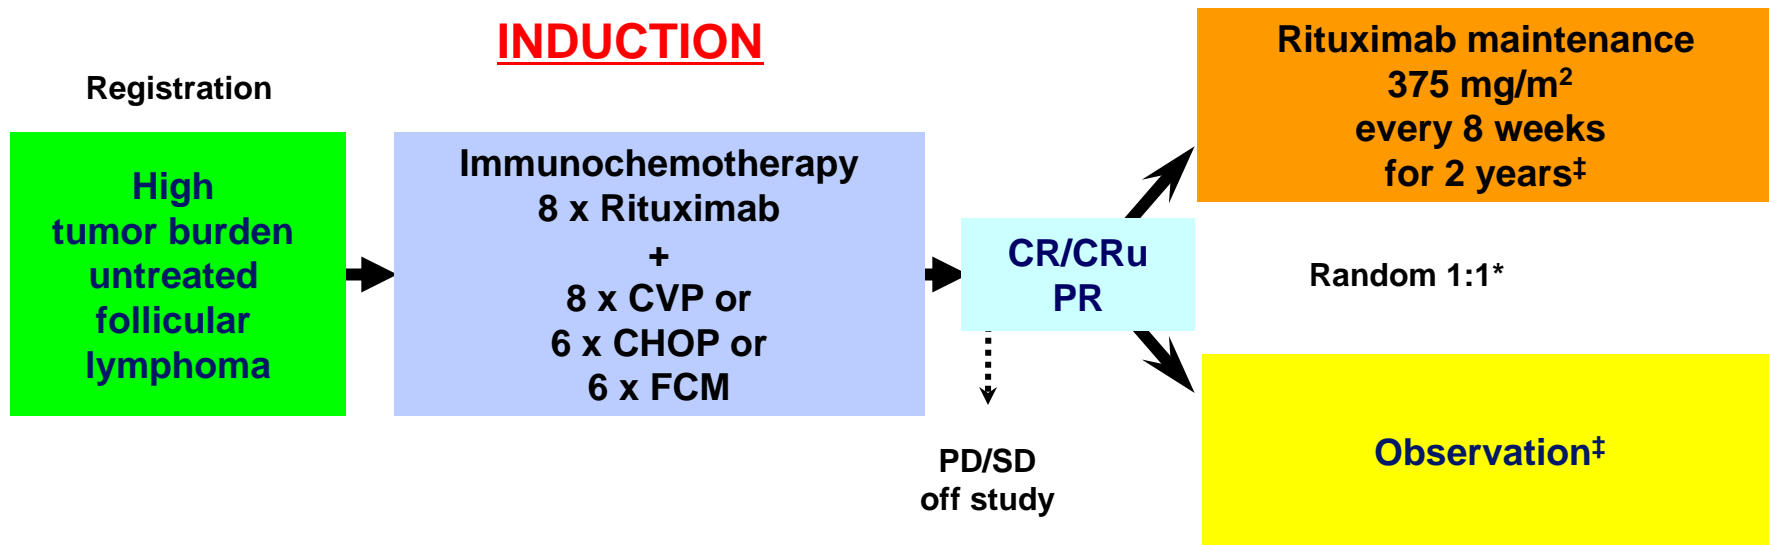 INDUCTION
Registration
High
tumor burden
untreated
follicular
lymphoma
Immunochemotherapy
8 x Rituximab
+
8 x CVP or
6 x CHOP or
6 x FCM
CR/CRu
PR
PD/SD
off study
Rituximab maintenance
375 mg/m²
every 8 weeks
for 2 years‡
Random 1:1*
Observation‡